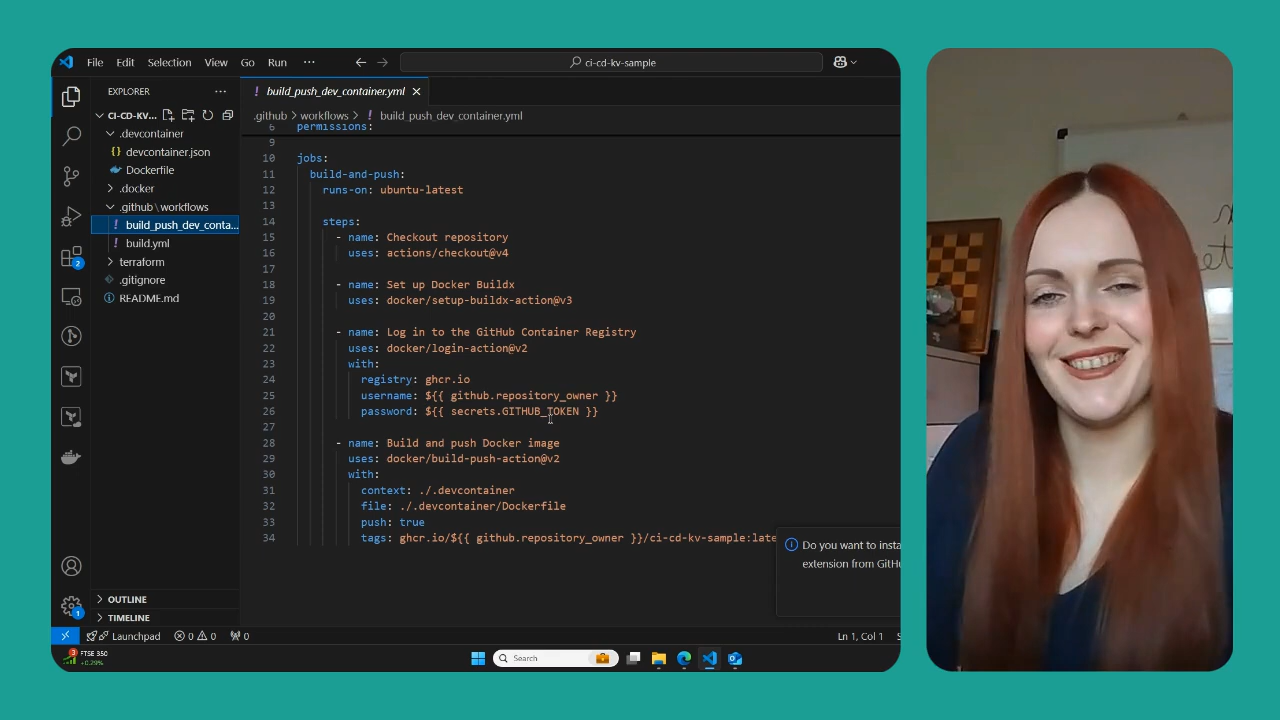 File Edit Selection View Go Run ··· ci-cd-kv-sample
EXPLORER ···
CI-CD-KV...
.devcontainer
{} devcontainer.json
Dockerfile
.docker
.github\workflows
! build_push_dev_conta...
! build.yml
terraform
.gitignore
README.md
OUTLINE
TIMELINE
2
1
! build_push_dev_container.yml
.github > workflows > ! build_push_dev_container.yml
6 permissions:
9
10 jobs:
11 build-and-push:
12 runs-on: ubuntu-latest
13
14 steps:
15 - name: Checkout repository
16 uses: actions/checkout@v4
17
18 - name: Set up Docker Buildx
19 uses: docker/setup-buildx-action@v3
20
21 - name: Log in to the GitHub Container Registry
22 uses: docker/login-action@v2
23 with:
24 registry: ghcr.io
25 username: ${{ github.repository_owner }}
26 password: ${{ secrets.GITHUB_TOKEN }}
27
28 - name: Build and push Docker image
29 uses: docker/build-push-action@v2
30 with:
31 context: ./.devcontainer
32 file: ./.devcontainer/Dockerfile
33 push: true
34 tags: ghcr.io/${{ github.repository_owner }}/ci-cd-kv-sample:late
Do you want to insta
extension from GitH
Launchpad 0 0 0 Ln 1, Col 1
3 FTSE 350
+0.29%
Search